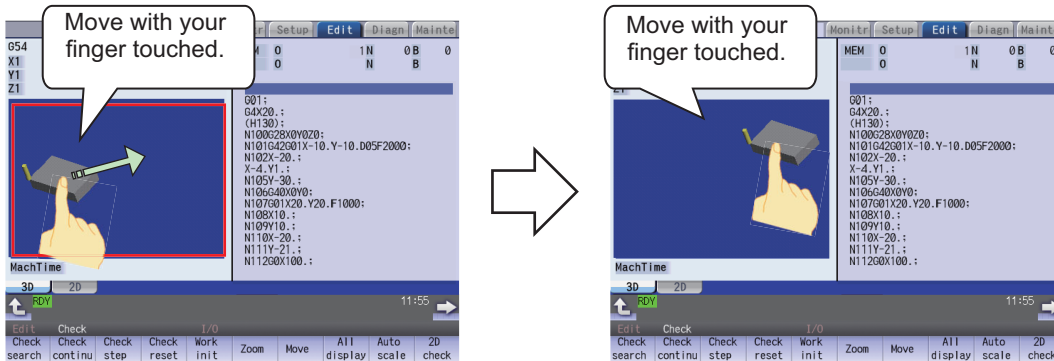 Move with your
finger touched.
Setup Edit Diagn Mainte
G54 M O 1 N 0 B 0
X1 O N B
Y1
Z1
G01;
G4X20.;
(H130);
N100G28X0Y0Z0;
N101G42G01X-10.Y-10.D05F2000;
N102X-20.;
X-4.Y1.;
N105Y-30.;
N106G40X0Y0;
N107G01X20.Y20.F1000;
N108X10.;
N109Y10.;
N110X-20.;
N111Y-21.;
N112G0X100.;
MachTime
3D 2D
RDY 11:55
Edit Check I/O
Check Check Check Check Work Zoom Move All Auto 2D
search continu step reset init display scale check
Move with your
finger touched.
Monitr Setup Edit Diagn Maint
MEM O 1 N 0 B 0
O N B
Z1
G01;
G4X20.;
(H130);
N100G28X0Y0Z0;
N101G42G01X-10.Y-10.D05F2000;
N102X-20.;
X-4.Y1.;
N105Y-30.;
N106G40X0Y0;
N107G01X20.Y20.F1000;
N108X10.;
N109Y10.;
N110X-20.;
N111Y-21.;
N112G0X100.;
MachTime
3D 2D
RDY 11:55
Edit Check I/O
Check Check Check Check Work Zoom Move All Auto 2D
search continu step reset init display scale check